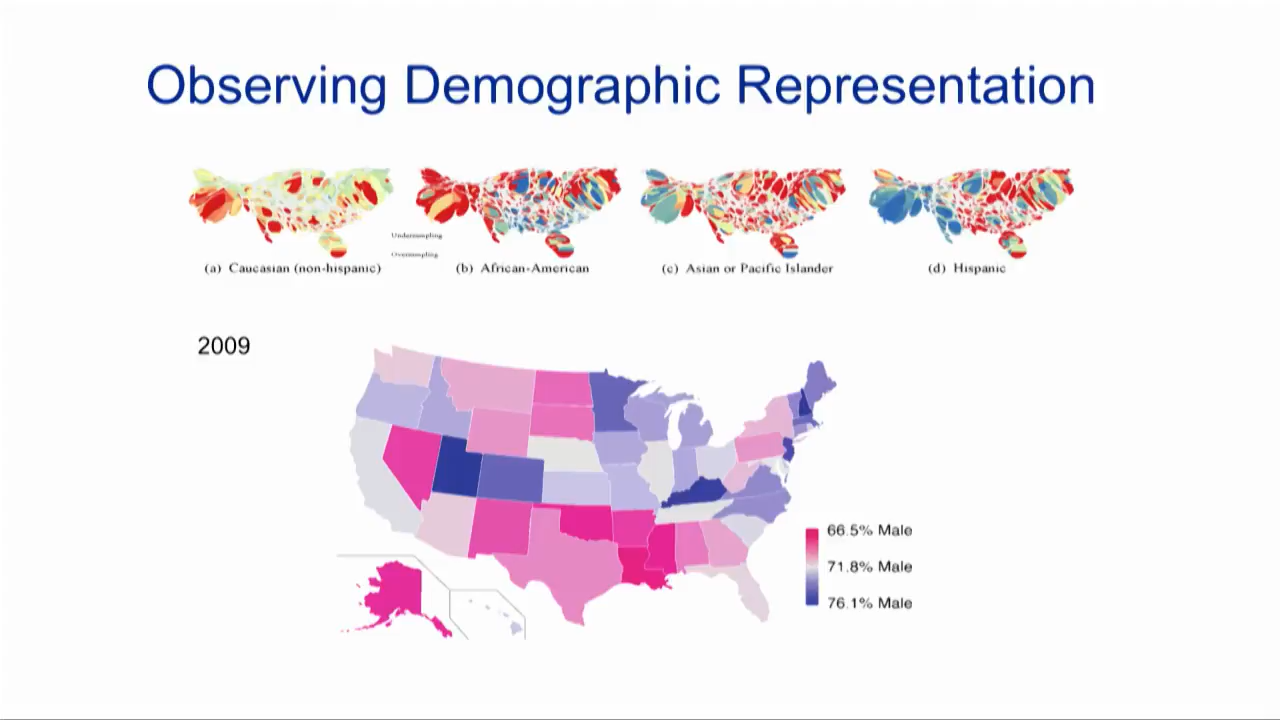 Observing Demographic Representation
Undersampling
Oversampling
(a) Caucasian (non-hispanic)
(b) African-American
(c) Asian or Pacific Islander
(d) Hispanic
2009
66.5% Male
71.8% Male
76.1% Male